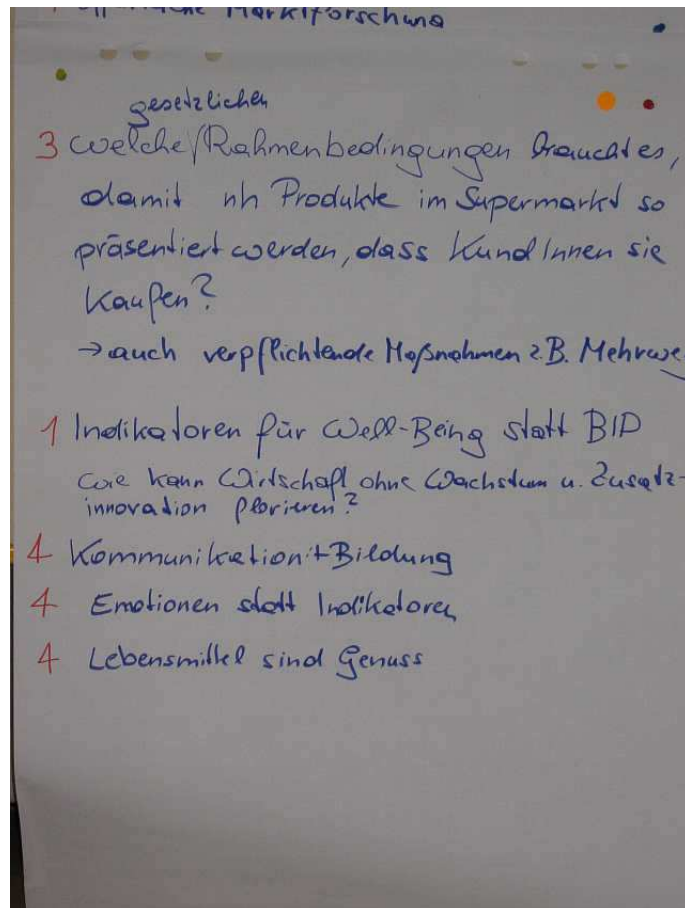 Marktforschung
gesetzlichen
3 welche Rahmenbedingungen braucht es,
damit nh Produkte im Supermarkt so
präsentiert werden, dass KundInnen sie
kaufen?
→ auch verpflichtende Maßnahmen z.B. Mehrwe
1 Indikatoren für Well-Being statt BIP
wie kann Wirtschaft ohne Wachstum u. Zusatz-
innovation florieren?
4 Kommunikation + Bildung
4 Emotionen statt Indikatoren
4 Lebensmittel sind Genuss